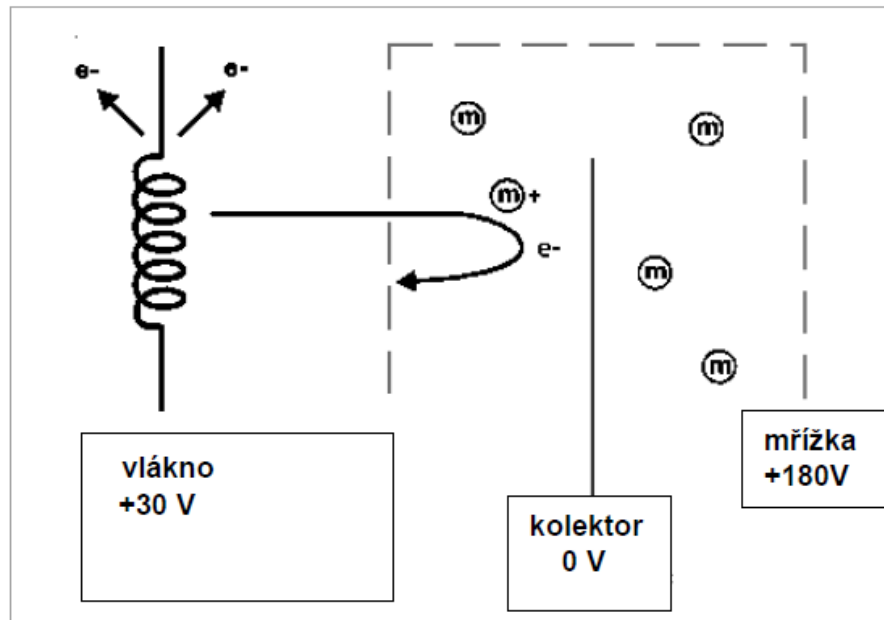 e-
e-
m
m
m+
e-
m
m
vlákno
+30 V
kolektor
0 V
mřížka
+180V